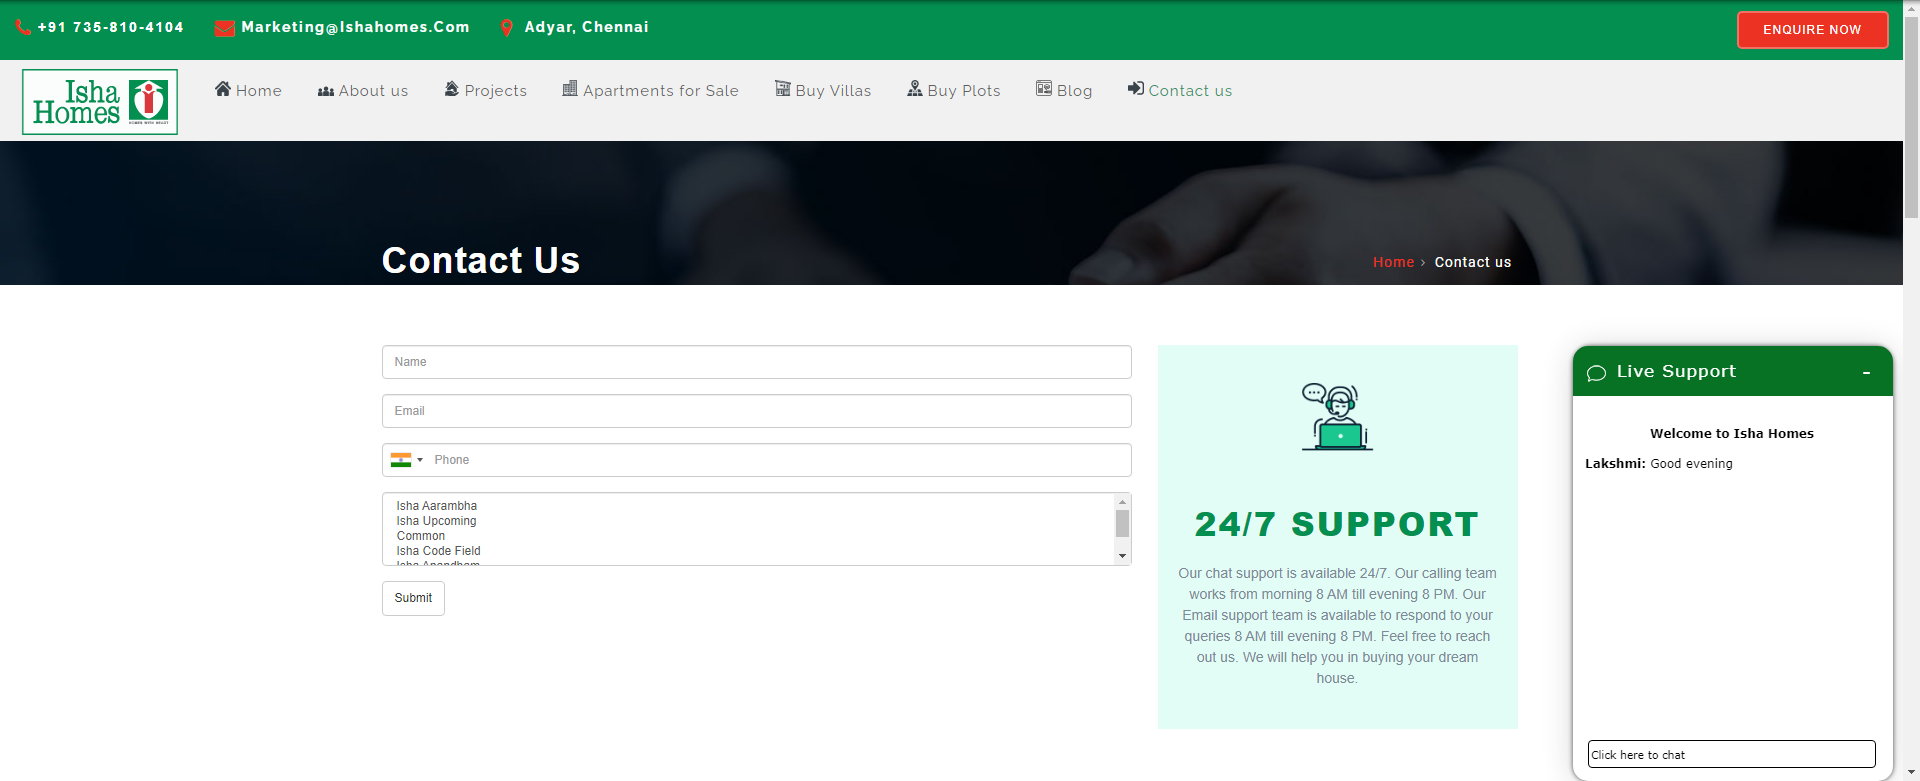 +91 735-810-4104
Marketing@Ishahomes.Com
Adyar, Chennai
ENQUIRE NOW
Isha
Homes
HOMES WITH HEART
Home
About us
Projects
Apartments for Sale
Buy Villas
Buy Plots
Blog
Contact us
Contact Us
Home › Contact us
Name
Email
Phone
Isha Aarambha
Isha Upcoming
Common
Isha Code Field
Isha Anandham
Submit
24/7 SUPPORT
Our chat support is available 24/7. Our calling team
works from morning 8 AM till evening 8 PM. Our
Email support team is available to respond to your
queries 8 AM till evening 8 PM. Feel free to reach
out us. We will help you in buying your dream
house.
Live Support
-
Welcome to Isha Homes
Lakshmi: Good evening
Click here to chat